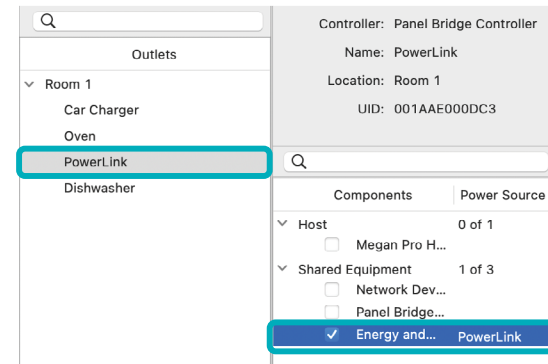 Outlets
Room 1
Car Charger
Oven
PowerLink
Dishwasher
Controller: Panel Bridge Controller
Name: PowerLink
Location: Room 1
UID: 001AAE000DC3
Components Power Source
Host 0 of 1
Megan Pro H...
Shared Equipment 1 of 3
Network Dev...
Panel Bridge...
Energy and... PowerLink